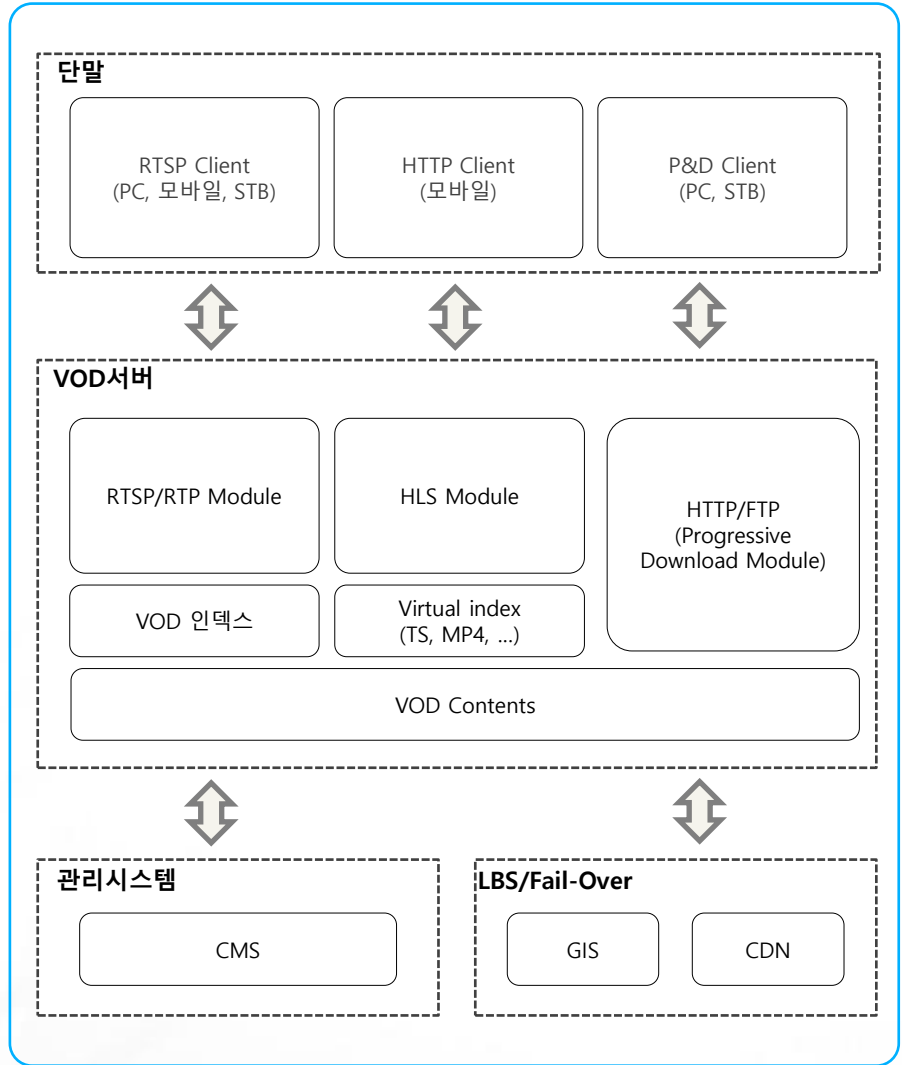 단말
RTSP Client
(PC, 모바일, STB)
HTTP Client
(모바일)
P&D Client
(PC, STB)
VOD서버
RTSP/RTP Module
HLS Module
HTTP/FTP
(Progressive
Download Module)
VOD 인덱스
Virtual index
(TS, MP4, ...)
VOD Contents
관리시스템
CMS
LBS/Fail-Over
GIS
CDN